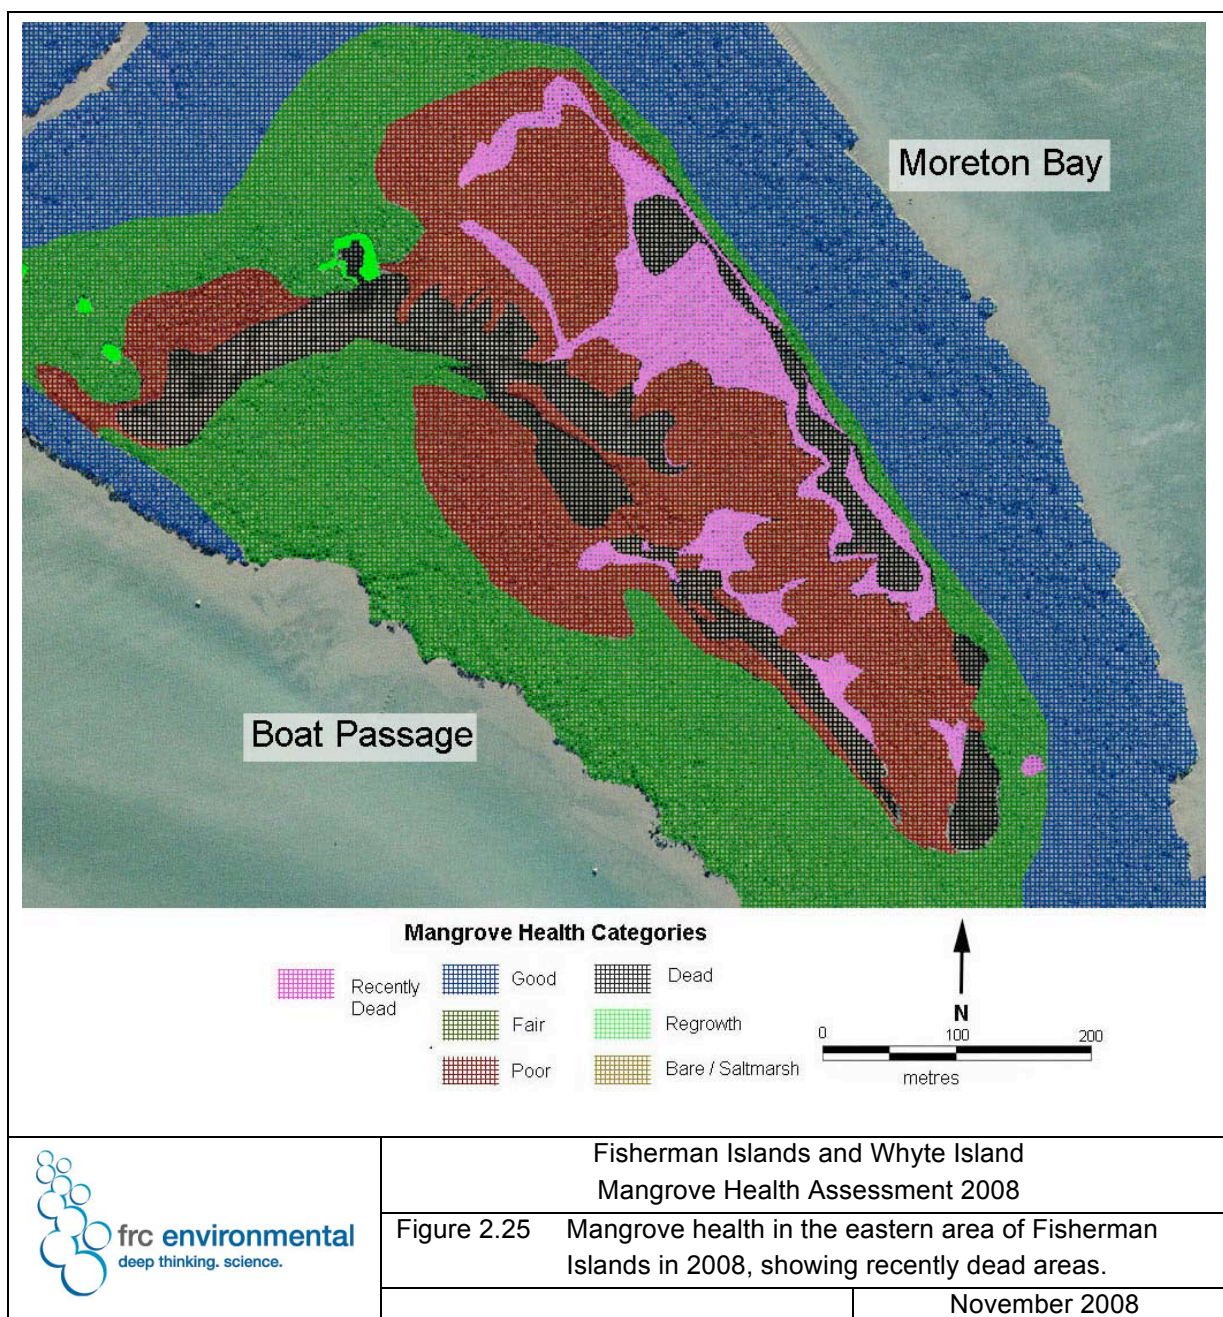 Moreton Bay
Boat Passage
Mangrove Health Categories
Recently
Dead
Good
Fair
Poor
Dead
Regrowth
Bare / Saltmarsh
N
0 100 200
metres
frc environmental
deep thinking. science.
Fisherman Islands and Whyte Island
Mangrove Health Assessment 2008
Figure 2.25 Mangrove health in the eastern area of Fisherman
Islands in 2008, showing recently dead areas.
November 2008